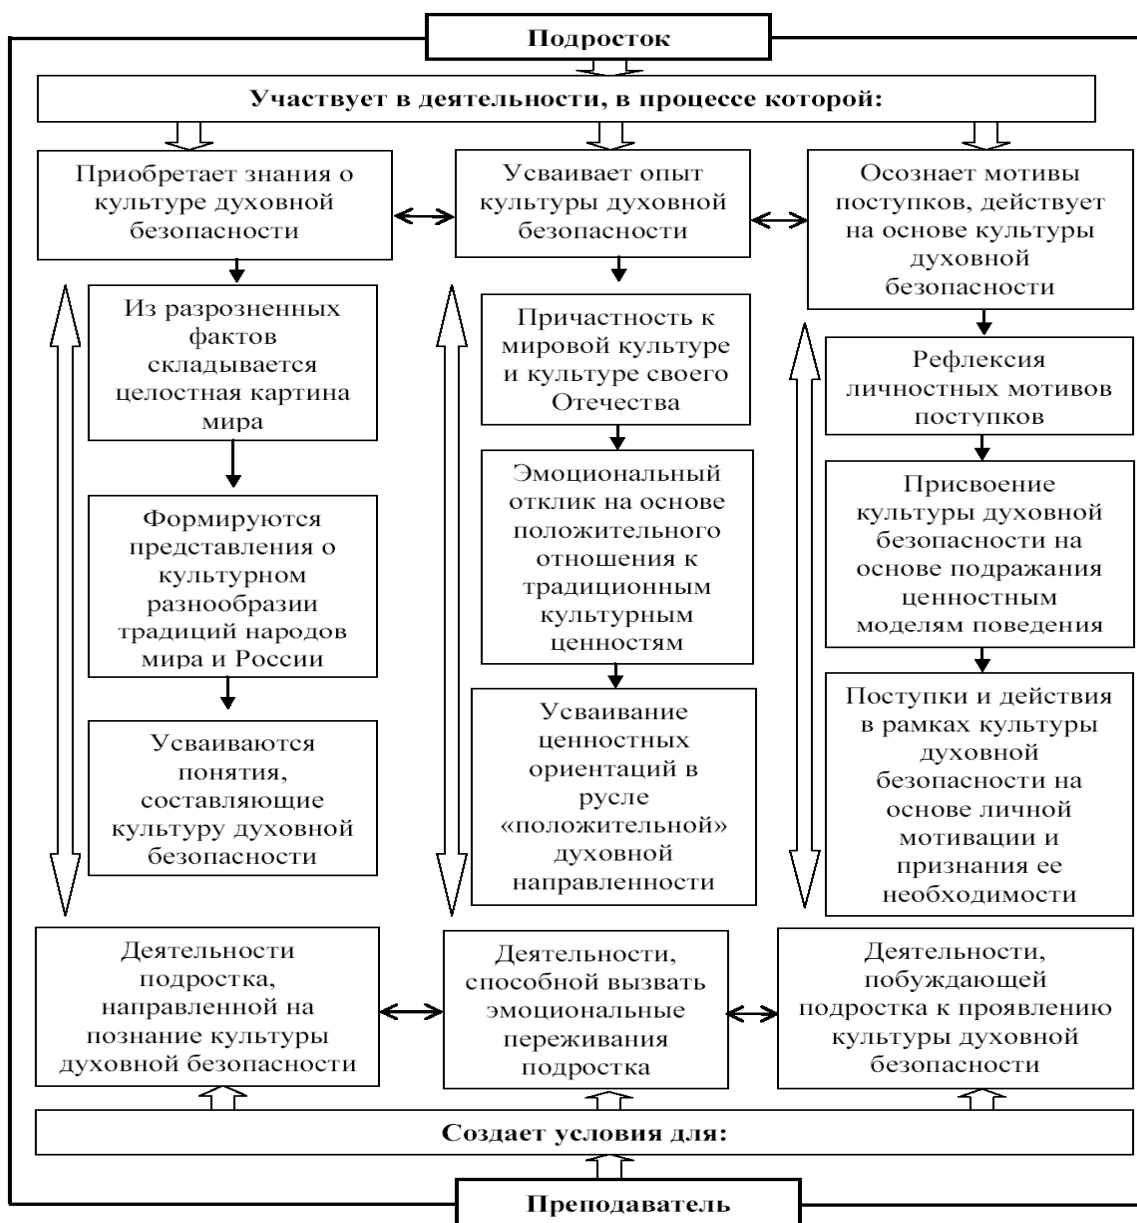 Подросток
Участвует в деятельности, в процессе которой:
Приобретает знания о
культуре духовной
безопасности
Усваивает опыт
культуры духовной
безопасности
Осознает мотивы
поступков, действует
на основе культуры
духовной
безопасности
Из разрозненных
фактов
складывается
целостная картина
мира
Причастность к
мировой культуре
и культуре своего
Отечества
Рефлексия
личностных мотивов
поступков
Формируются
представления о
культурном
разнообразии
традиций народов
мира и России
Эмоциональный
отклик на основе
положительного
отношения к
традиционным
культурным
ценностям
Присвоение
культуры духовной
безопасности на
основе подражания
ценностным
моделям поведения
Усваиваются
понятия,
составляющие
культуру духовной
безопасности
Усваивание
ценностных
ориентаций в
русле
«положительной»
духовной
направленности
Поступки и действия
в рамках культуры
духовной
безопасности на
основе личной
мотивации и
признания ее
необходимости
Деятельности
подростка,
направленной на
познание культуры
духовной безопасности
Деятельности,
способной вызвать
эмоциональные
переживания
подростка
Деятельности,
побуждающей
подростка к проявлению
культуры духовной
безопасности
Создает условия для:
Преподаватель